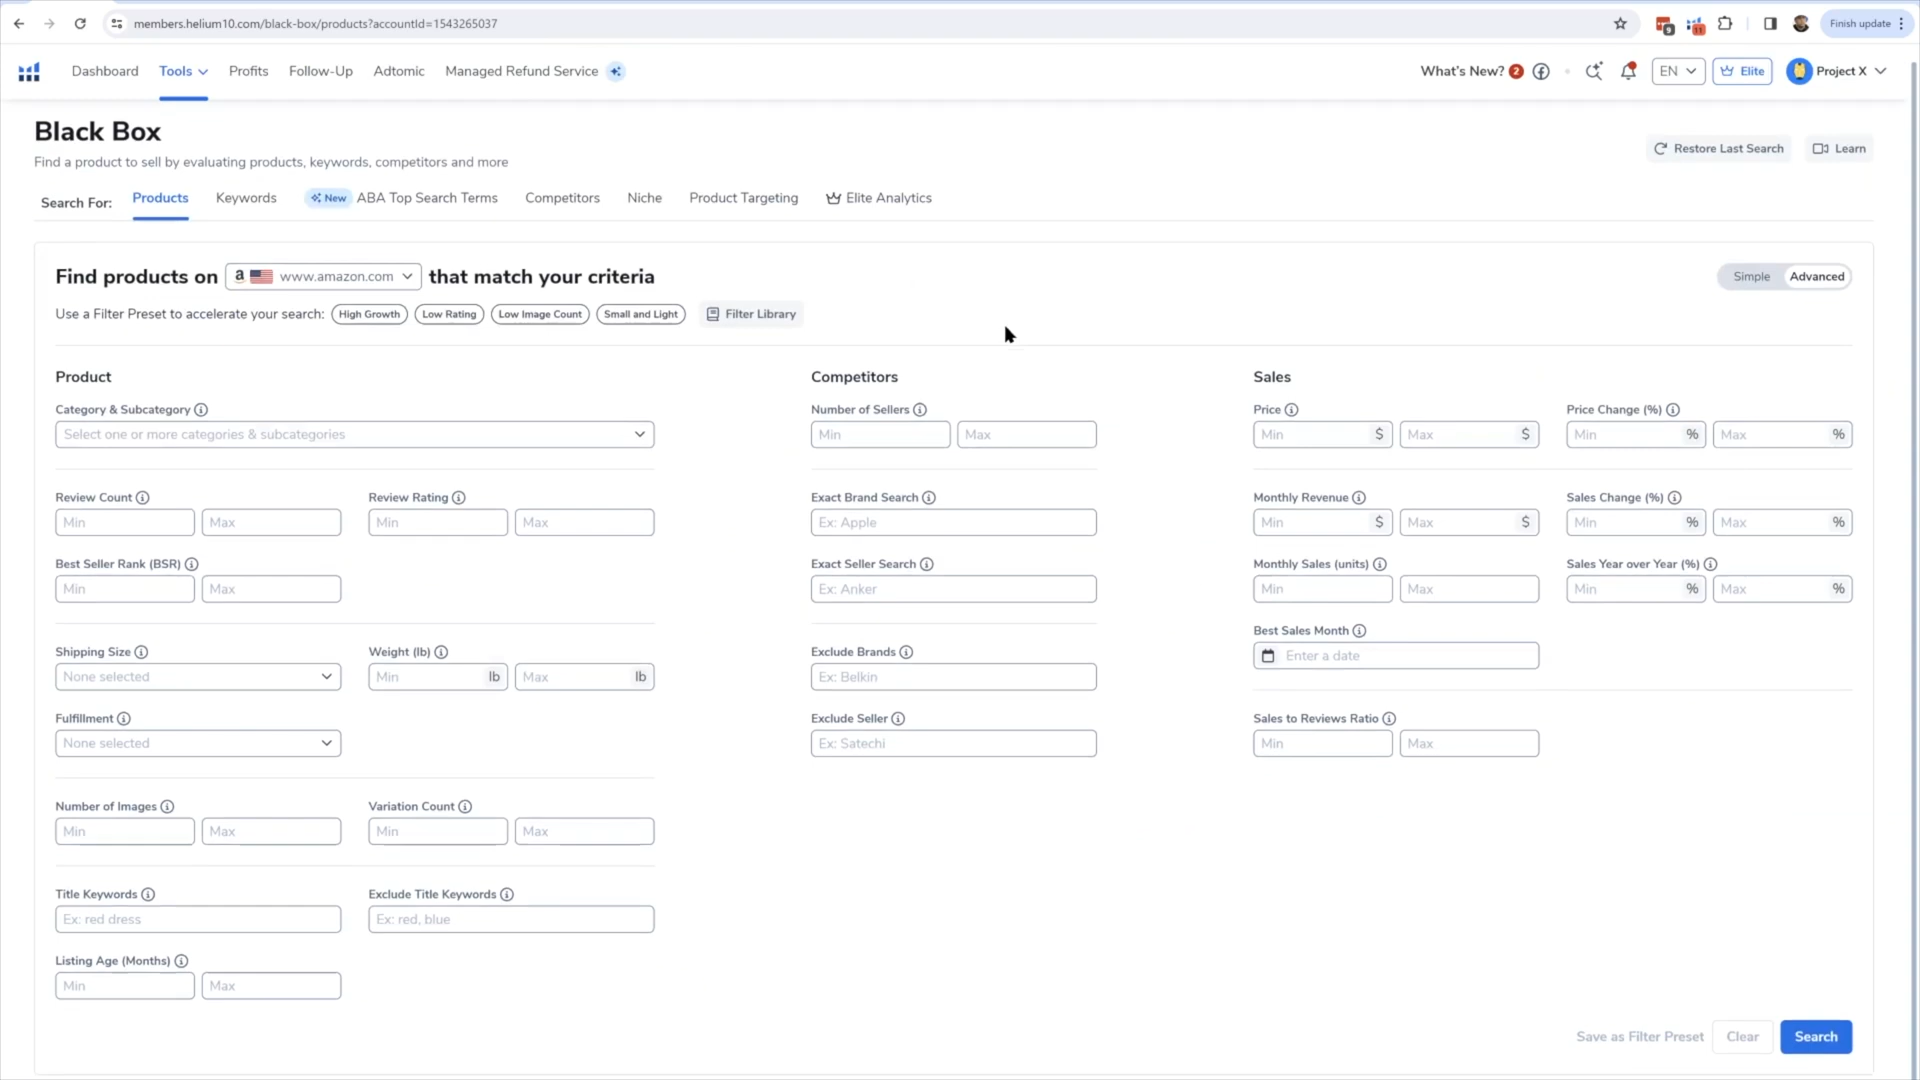 members.helium10.com/black-box/products?accountId=1543265037
9
11
Finish update
Dashboard Tools Profits Follow-Up Adtomic Managed Refund Service
What's New? 2 EN Elite Project X
Black Box
Find a product to sell by evaluating products, keywords, competitors and more
Restore Last Search Learn
Search For: Products Keywords New ABA Top Search Terms Competitors Niche Product Targeting Elite Analytics
Find products on a www.amazon.com that match your criteria
Simple Advanced
Use a Filter Preset to accelerate your search: High Growth Low Rating Low Image Count Small and Light Filter Library
Product
Category & Subcategory
Select one or more categories & subcategories
Review Count Review Rating
Min Max Min Max
Best Seller Rank (BSR)
Min Max
Shipping Size Weight (lb)
None selected Min lb Max lb
Fulfillment
None selected
Number of Images Variation Count
Min Max Min Max
Title Keywords Exclude Title Keywords
Ex: red dress Ex: red, blue
Listing Age (Months)
Min Max
Competitors
Number of Sellers
Min Max
Exact Brand Search
Ex: Apple
Exact Seller Search
Ex: Anker
Exclude Brands
Ex: Belkin
Exclude Seller
Ex: Satechi
Sales
Price Price Change (%)
Min $ Max $ Min % Max %
Monthly Revenue Sales Change (%)
Min $ Max $ Min % Max %
Monthly Sales (units) Sales Year over Year (%)
Min Max Min % Max %
Best Sales Month
Enter a date
Sales to Reviews Ratio
Min Max
Save as Filter Preset Clear Search